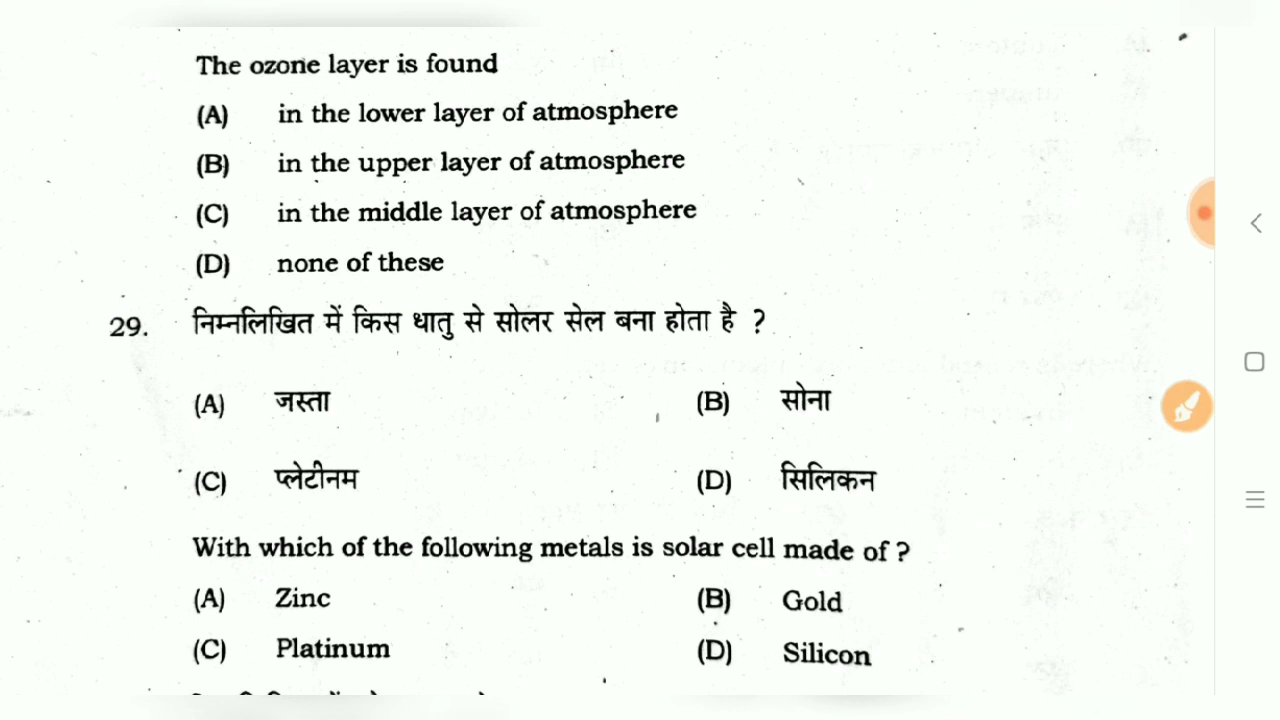 The ozone layer is found
(A) in the lower layer of atmosphere
(B) in the upper layer of atmosphere
(C) in the middle layer of atmosphere
(D) none of these
29. निम्नलिखित में किस धातु से सोलर सेल बना होता है ?
(A) जस्ता (B) सोना
(C) प्लेटीनम (D) सिलिकन
With which of the following metals is solar cell made of ?
(A) Zinc (B) Gold
(C) Platinum (D) Silicon